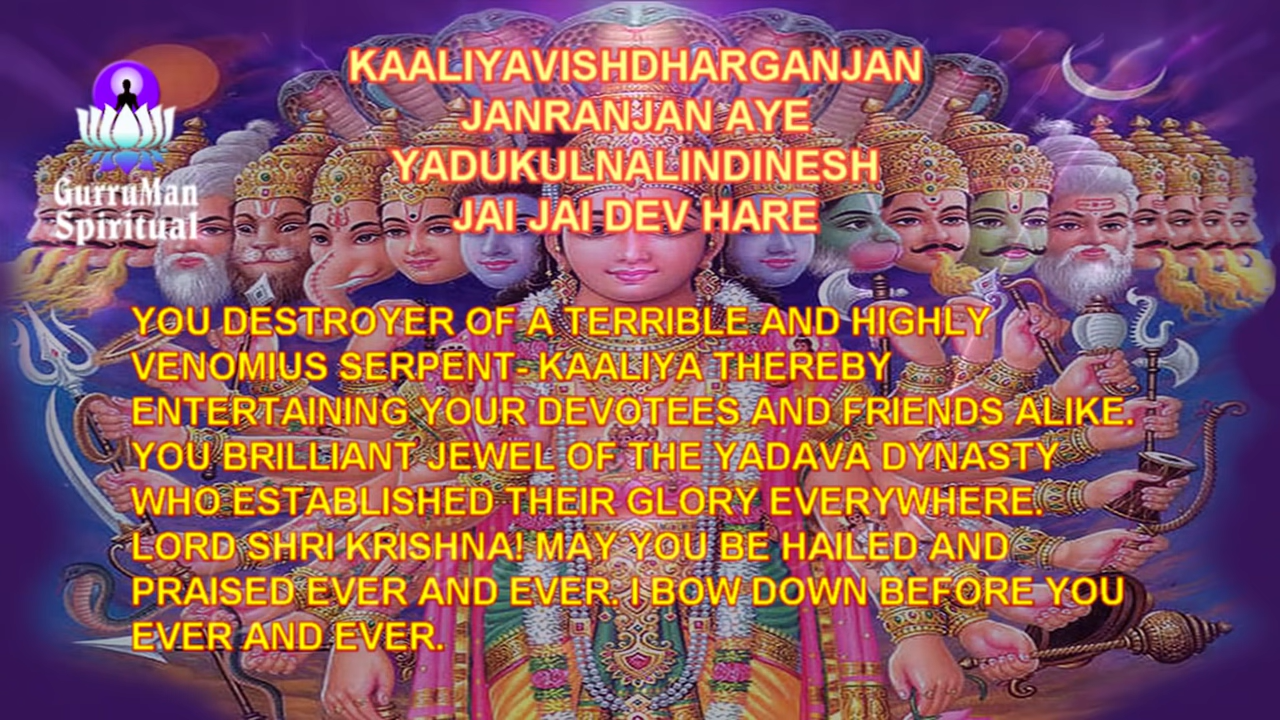 KAALIYAVISHDHARGANJAN
JANRANJAN AYE
YADUKULNALINDINESH
JAI JAI DEV HARE
GurruMan
Spiritual
YOU DESTROYER OF A TERRIBLE AND HIGHLY
VENOMIUS SERPENT- KAALIYA THEREBY
ENTERTAINING YOUR DEVOTEES AND FRIENDS ALIKE.
YOU BRILLIANT JEWEL OF THE YADAVA DYNASTY
WHO ESTABLISHED THEIR GLORY EVERYWHERE.
LORD SHRI KRISHNA! MAY YOU BE HAILED AND
PRAISED EVER AND EVER. I BOW DOWN BEFORE YOU
EVER AND EVER.